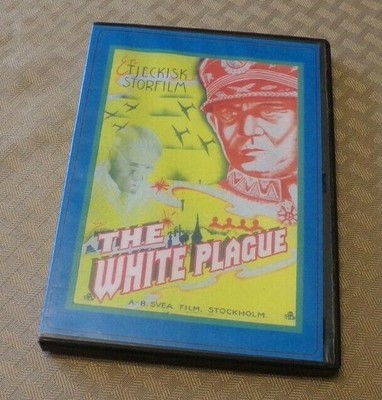 En
TJECKISK
STORFILM
THE
WHITE PLAGUE
A-B. SVEA FILM, STOCKHOLM.